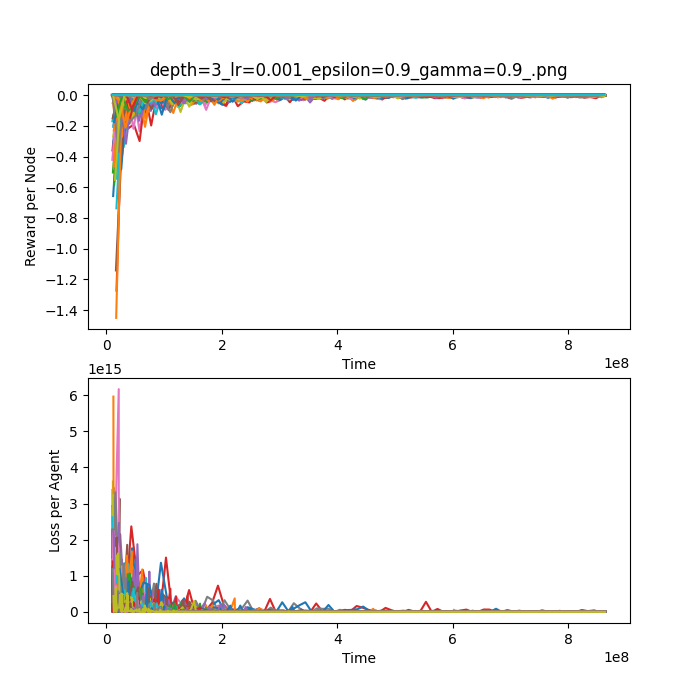 depth=3_lr=0.001_epsilon=0.9_gamma=0.9_.png
0.0
−0.2
−0.4
−0.6
−0.8
−1.0
−1.2
−1.4
Reward per Node
0 2 4 6 8
Time
1e8
1e15
6
5
4
3
2
1
0
Loss per Agent
0 2 4 6 8
Time
1e8